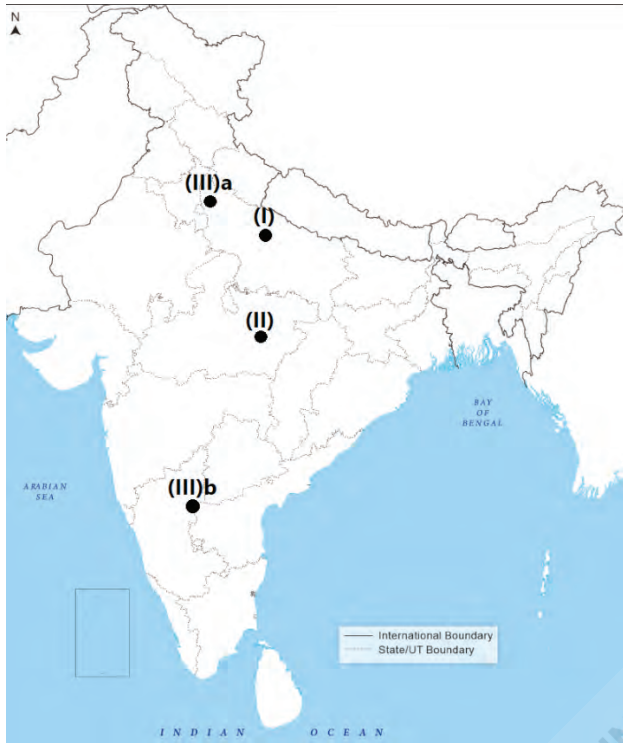 N
(III)a
(I)
(II)
BAY
OF
BENGAL
ARABIAN
SEA
(III)b
International Boundary
State/UT Boundary
INDIAN OCEAN